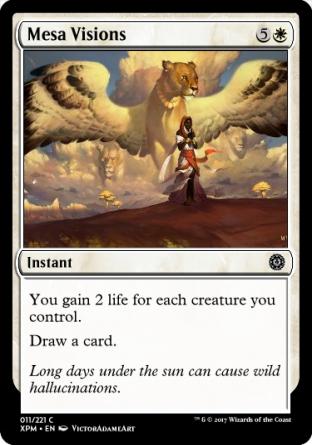 Mesa Visions 5
Instant
You gain 2 life for each creature you
control.
Draw a card.
Long days under the sun can cause wild
hallucinations.
011/221 C
XPM • EN VictorAdameArt
™ & © 2017 Wizards of the Coast